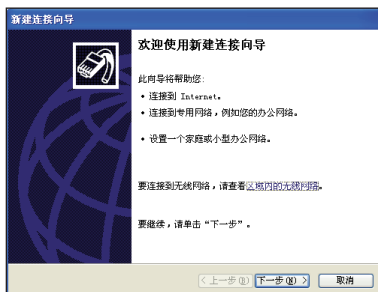 新建连接向导
欢迎使用新建连接向导
此向导将帮助您:
• 连接到 Internet。
• 连接到专用网络，例如您的办公网络。
• 设置一个家庭或小型办公网络。
要连接到无线网络，请查看区域内的无线网络。
要继续，请单击“下一步”。
< 上一步(B) 下一步(N) > 取消